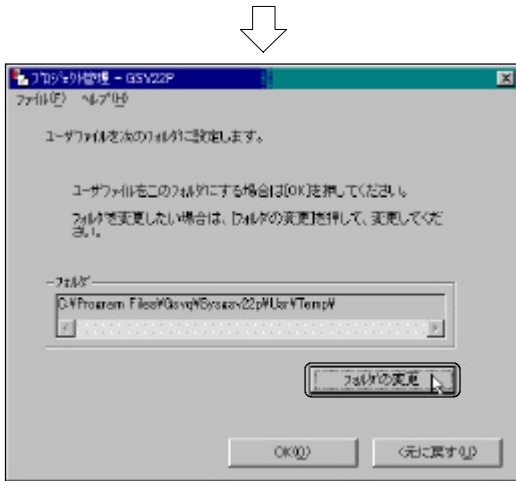 プロジェクト管理 - GSV22P
ファイル(F) ヘルプ(H)
ユーザファイルを次のフォルダに設定します。
ユーザファイルをこのフォルダにする場合は[OK]を押してください。
フォルダを変更したい場合は、[フォルダの変更]を押して、変更してくだ
さい。
フォルダ
C:¥Program Files¥Gsvq¥Sysgsv22p¥Usr¥Temp¥
フォルダの変更
OK(O)
<元に戻す(U)